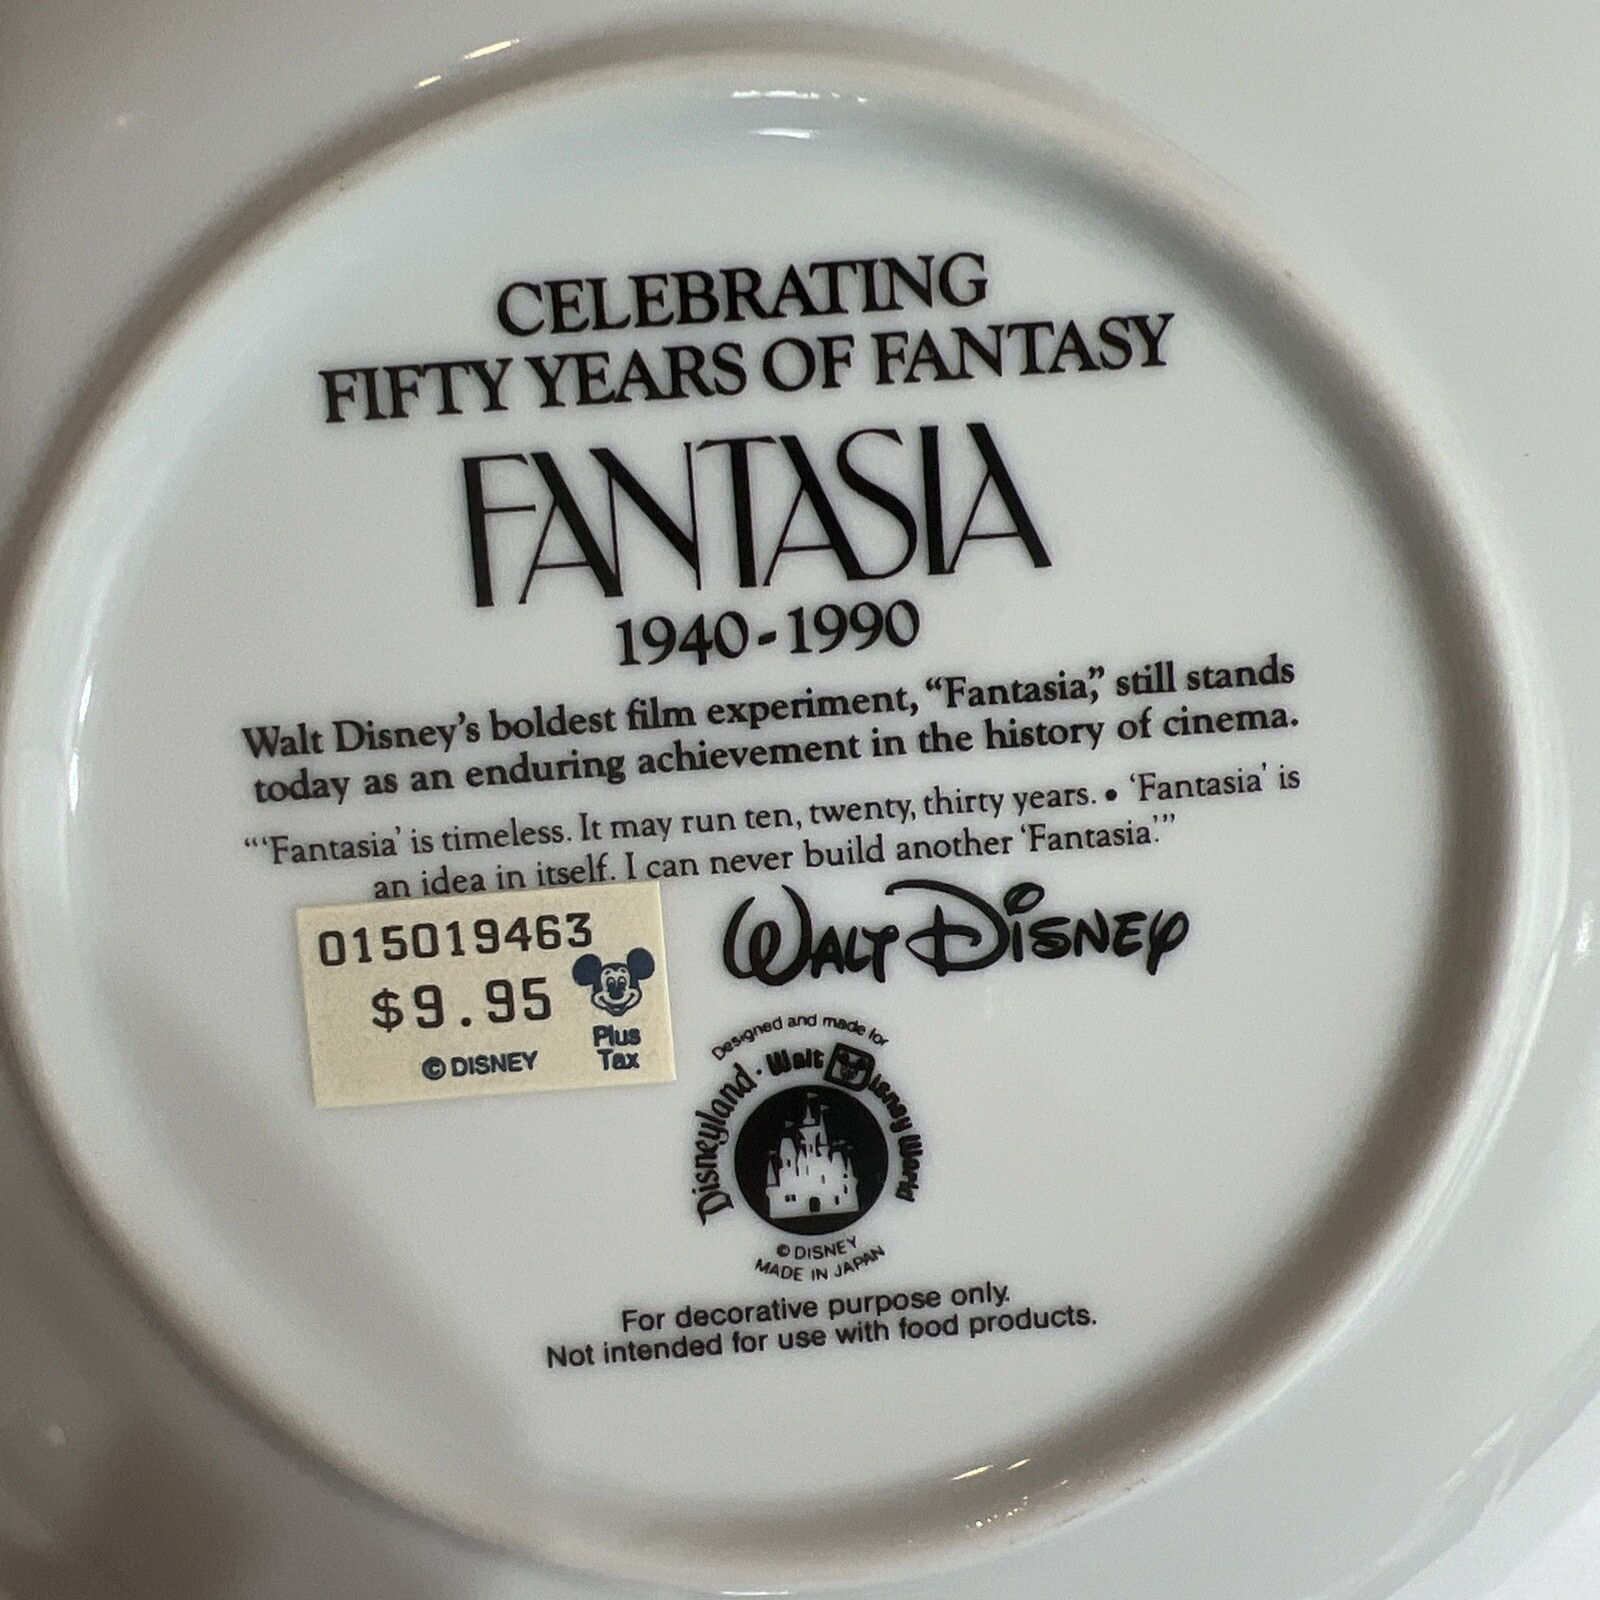 CELEBRATING
FIFTY YEARS OF FANTASY
FANTASIA
1940-1990
Walt Disney's boldest film experiment, “Fantasia,” still stands
today as an enduring achievement in the history of cinema.
“‘Fantasia’ is timeless. It may run ten, twenty, thirty years. • ‘Fantasia’ is
an idea in itself. I can never build another ‘Fantasia.’”
WALT DISNEY
015019463
$9.95
Plus
Tax
© DISNEY
Designed and made for
Disneyland · Walt Disney World
© DISNEY
MADE IN JAPAN
For decorative purpose only.
Not intended for use with food products.